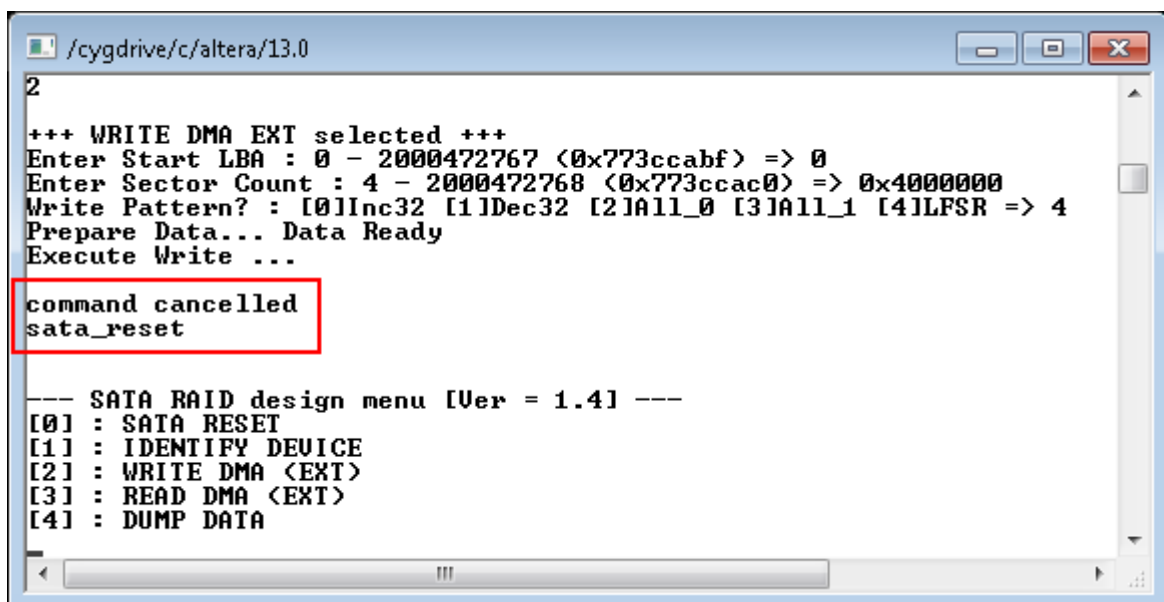 /cygdrive/c/altera/13.0
2
+++ WRITE DMA EXT selected +++
Enter Start LBA : 0 - 2000472767 (0x773ccabf) => 0
Enter Sector Count : 4 - 2000472768 (0x773ccac0) => 0x4000000
Write Pattern? : [0]Inc32 [1]Dec32 [2]All_0 [3]All_1 [4]LFSR => 4
Prepare Data... Data Ready
Execute Write ...
command cancelled
sata_reset
--- SATA RAID design menu [Ver = 1.4] ---
[0] : SATA RESET
[1] : IDENTIFY DEVICE
[2] : WRITE DMA (EXT)
[3] : READ DMA (EXT)
[4] : DUMP DATA